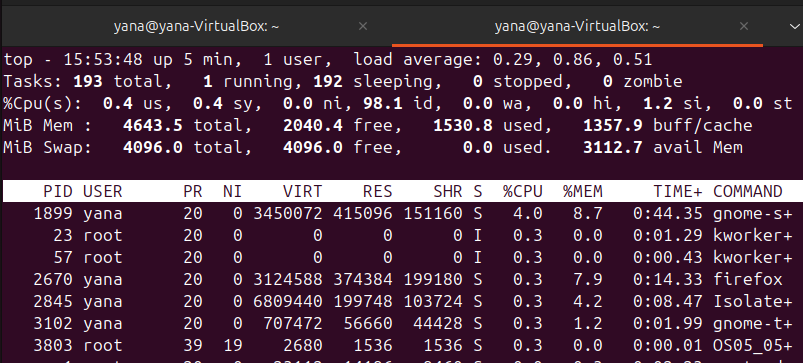 yana@yana-VirtualBox: ~ × yana@yana-VirtualBox: ~ ×
top - 15:53:48 up 5 min,  1 user,  load average: 0.29, 0.86, 0.51
Tasks: 193 total,   1 running, 192 sleeping,   0 stopped,   0 zombie
%Cpu(s):  0.4 us,  0.4 sy,  0.0 ni, 98.1 id,  0.0 wa,  0.0 hi,  1.2 si,  0.0 st
MiB Mem :   4643.5 total,   2040.4 free,   1530.8 used,   1357.9 buff/cache
MiB Swap:   4096.0 total,   4096.0 free,      0.0 used.   3112.7 avail Mem
PID USER PR NI VIRT RES SHR S %CPU %MEM TIME+ COMMAND
1899 yana 20 0 3450072 415096 151160 S 4.0 8.7 0:44.35 gnome-s+
23 root 20 0 0 0 0 I 0.3 0.0 0:01.29 kworker+
57 root 20 0 0 0 0 I 0.3 0.0 0:00.43 kworker+
2670 yana 20 0 3124588 374384 199180 S 0.3 7.9 0:14.33 firefox
2845 yana 20 0 6809440 199748 103724 S 0.3 4.2 0:08.47 Isolate+
3102 yana 20 0 707472 56660 44428 S 0.3 1.2 0:01.99 gnome-t+
3803 root 39 19 2680 1536 1536 S 0.3 0.0 0:00.01 OS05_05+